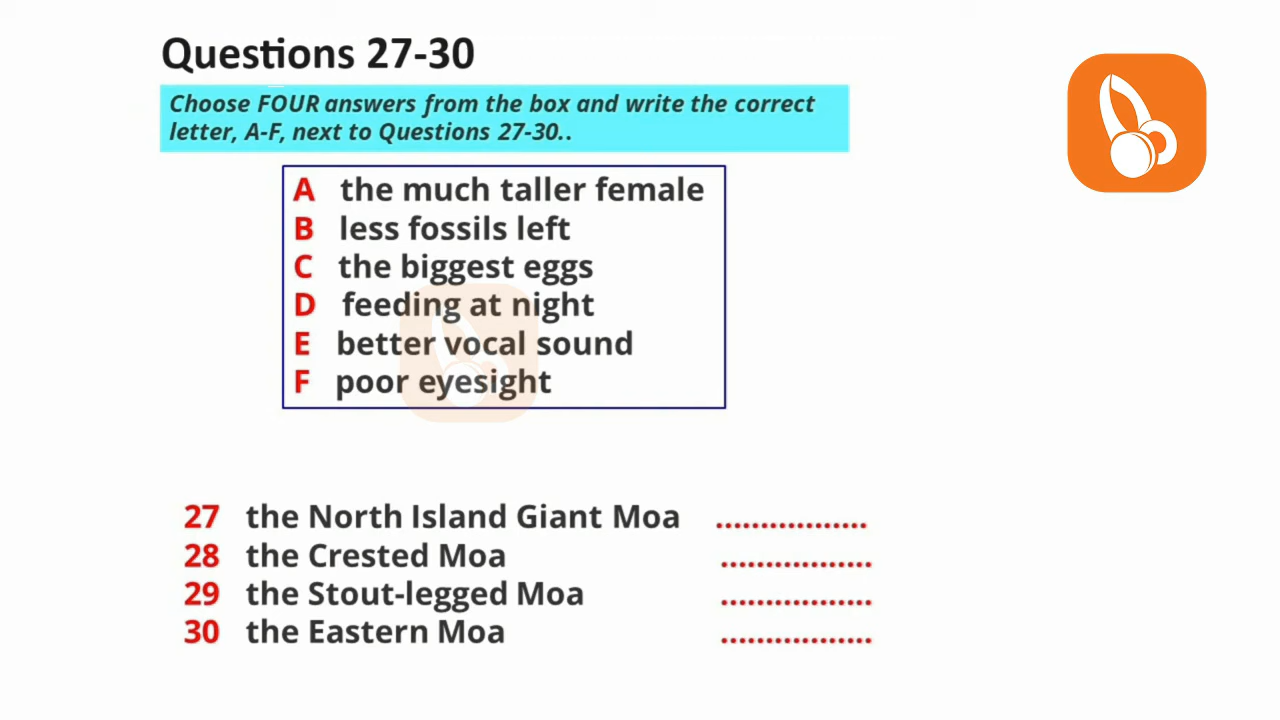 Questions 27-30
Choose FOUR answers from the box and write the correct
letter, A-F, next to Questions 27-30..
A the much taller female
B less fossils left
C the biggest eggs
D feeding at night
E better vocal sound
F poor eyesight
27 the North Island Giant Moa .................
28 the Crested Moa .................
29 the Stout-legged Moa .................
30 the Eastern Moa .................